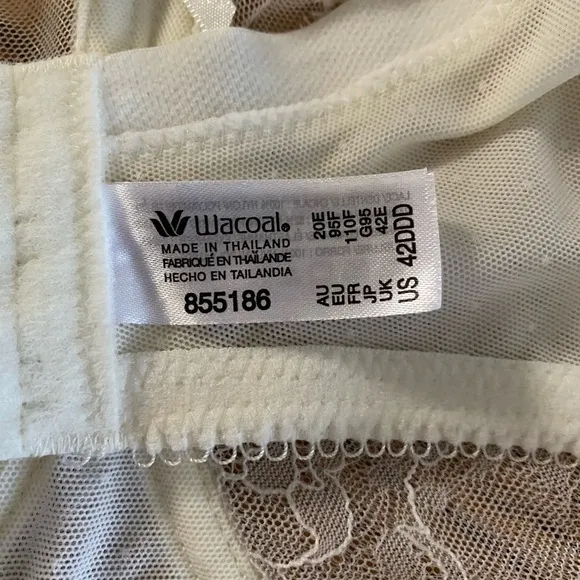 Wacoal®
MADE IN THAILAND
FABRIQUÉ EN THAÏLANDE
HECHO EN TAILANDIA
855186
AU 20E
EU 95F
FR 110F
JP G95
UK 42E
US 42DDD